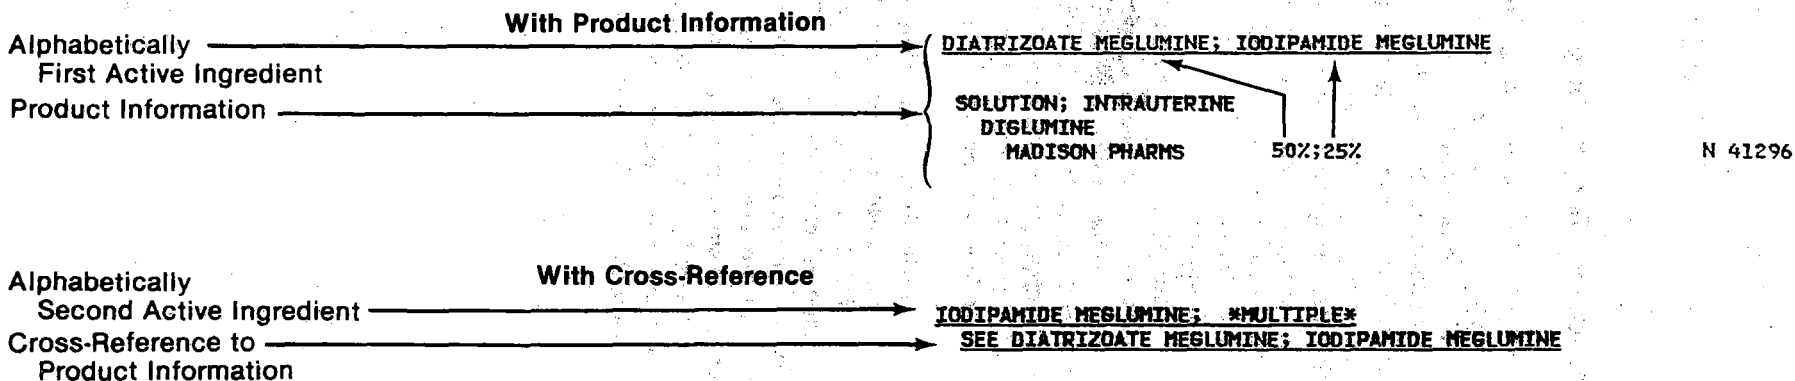 With Product Information
Alphabetically
First Active Ingredient
Product Information
DIATRIZOATE MEGLUMINE; IODIPAMIDE MEGLUMINE
SOLUTION; INTRAUTERINE
DIGLUMINE
MADISON PHARMS 50%;25% N 41296
With Cross-Reference
Alphabetically
Second Active Ingredient
Cross-Reference to
Product Information
IODIPAMIDE MEGLUMINE; *MULTIPLE*
SEE DIATRIZOATE MEGLUMINE; IODIPAMIDE MEGLUMINE